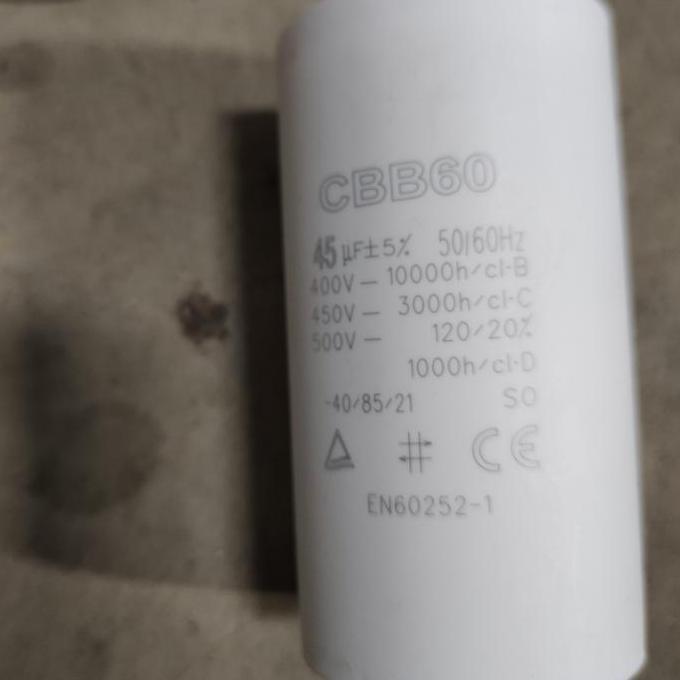 CBB60
45 μF±5% 50/60Hz
400V — 10000h/cl·B
450V — 3000h/cl·C
500V — 120/20%
1000h/cl·D
-40/85/21 S0
CE
EN60252-1